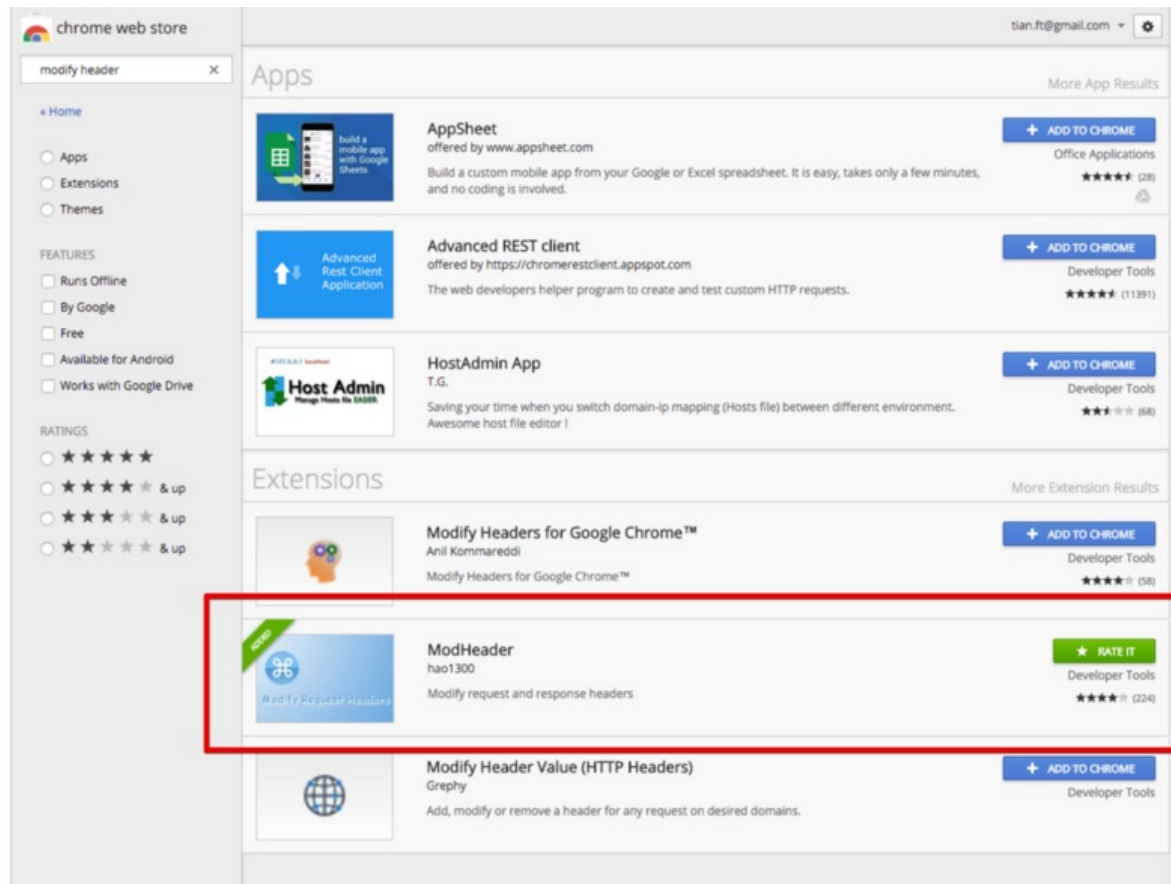 chrome web store
tian.ft@gmail.com
modify header
« Home
Apps
Extensions
Themes
FEATURES
Runs Offline
By Google
Free
Available for Android
Works with Google Drive
RATINGS
& up
& up
& up
Apps
More App Results
build a
mobile app
with Google
Sheets
AppSheet
offered by www.appsheet.com
Build a custom mobile app from your Google or Excel spreadsheet. It is easy, takes only a few minutes,
and no coding is involved.
+ ADD TO CHROME
Office Applications
(28)
Advanced
Rest Client
Application
Advanced REST client
offered by https://chromerestclient.appspot.com
The web developers helper program to create and test custom HTTP requests.
+ ADD TO CHROME
Developer Tools
(11391)
#127.0.0.1 localhost
Host Admin
Manage Hosts file EASIER
HostAdmin App
T.G.
Saving your time when you switch domain-ip mapping (Hosts file) between different environment.
Awesome host file editor !
+ ADD TO CHROME
Developer Tools
(68)
Extensions
More Extension Results
Modify Headers for Google Chrome™
Anil Kommareddi
Modify Headers for Google Chrome™
+ ADD TO CHROME
Developer Tools
(58)
ADDED
Modify Request Headers
ModHeader
hao1300
Modify request and response headers
RATE IT
Developer Tools
(224)
Modify Header Value (HTTP Headers)
Grephy
Add, modify or remove a header for any request on desired domains.
+ ADD TO CHROME
Developer Tools